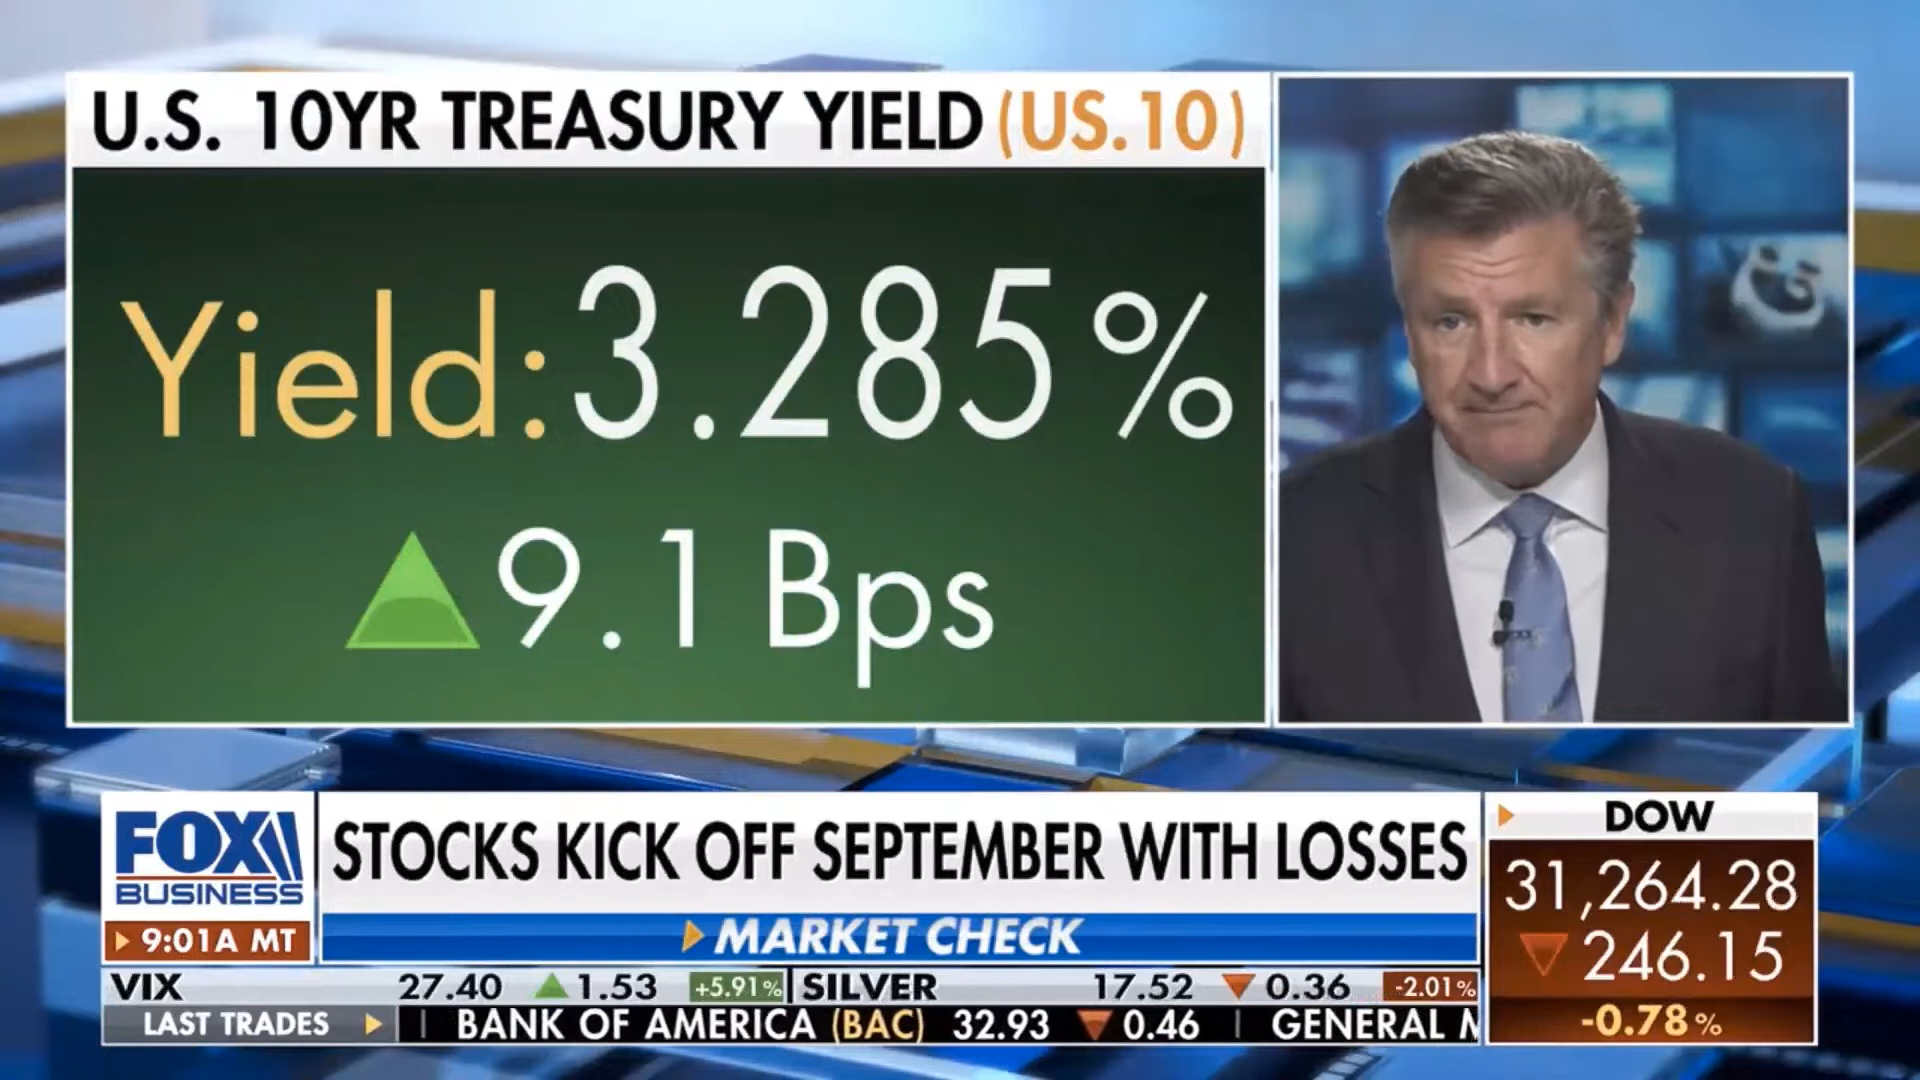 U.S. 10YR TREASURY YIELD (US.10)
Yield: 3.285%
▲ 9.1 Bps
FOX
BUSINESS
9:01A MT
STOCKS KICK OFF SEPTEMBER WITH LOSSES
MARKET CHECK
DOW
31,264.28
▼ 246.15
-0.78%
VIX 27.40 ▲ 1.53 +5.91% SILVER 17.52 ▼ 0.36 -2.01%
LAST TRADES BANK OF AMERICA (BAC) 32.93 ▼ 0.46 | GENERAL